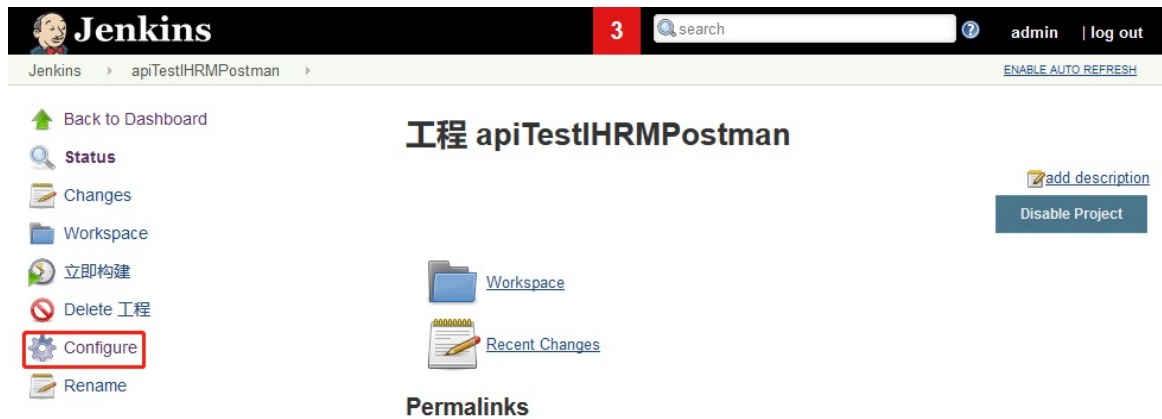 Jenkins 3 search admin | log out
Jenkins apiTestIHRMPostman ENABLE AUTO REFRESH
Back to Dashboard
Status
Changes
Workspace
立即构建
Delete 工程
Configure
Rename
工程 apiTestIHRMPostman
add description
Disable Project
Workspace
Recent Changes
Permalinks